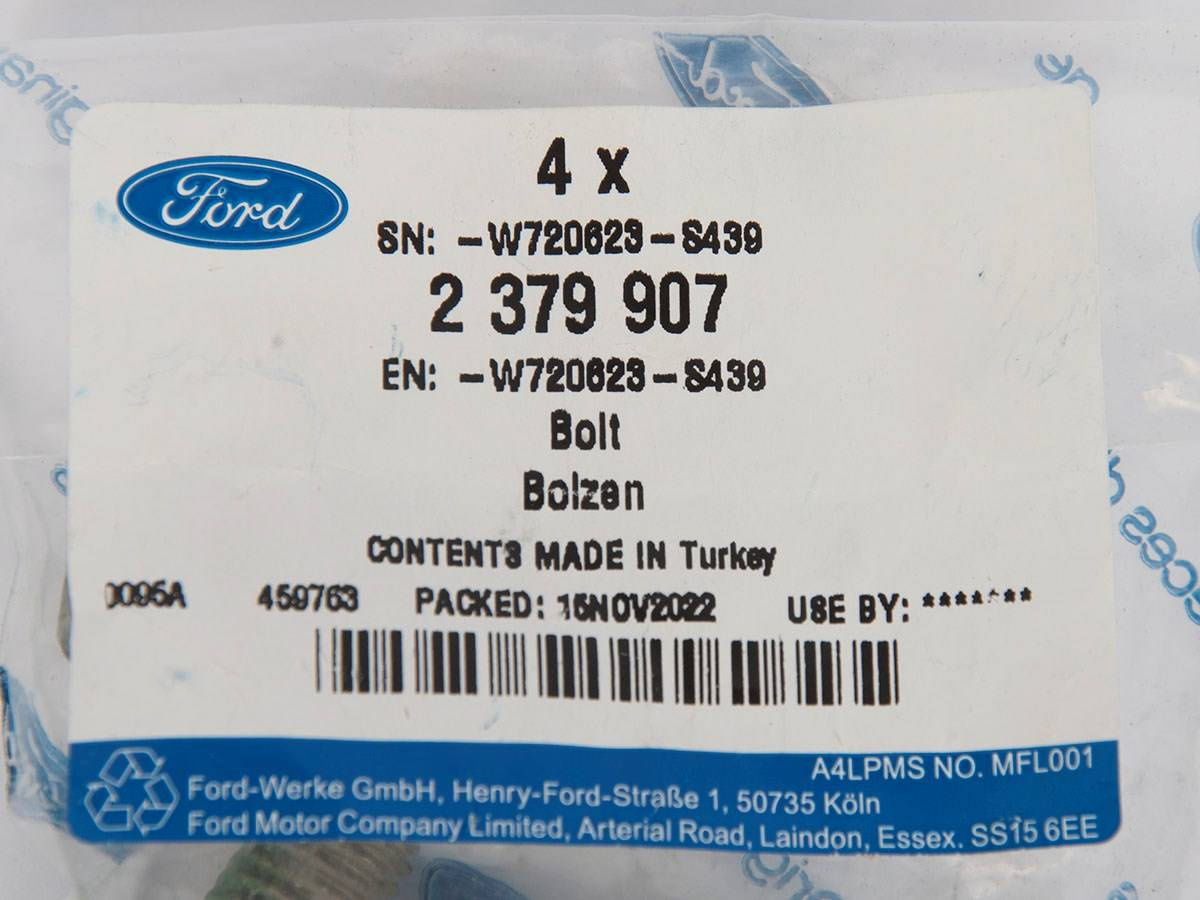 Ford
4 x
SN: -W720623-S439
2 379 907
EN: -W720623-S439
Bolt
Bolzen
CONTENTS MADE IN Turkey
0095A 459763 PACKED: 15NOV2022 USE BY: *******
A4LPMS NO. MFL001
Ford-Werke GmbH, Henry-Ford-Straße 1, 50735 Köln
Ford Motor Company Limited, Arterial Road, Laindon, Essex. SS15 6EE